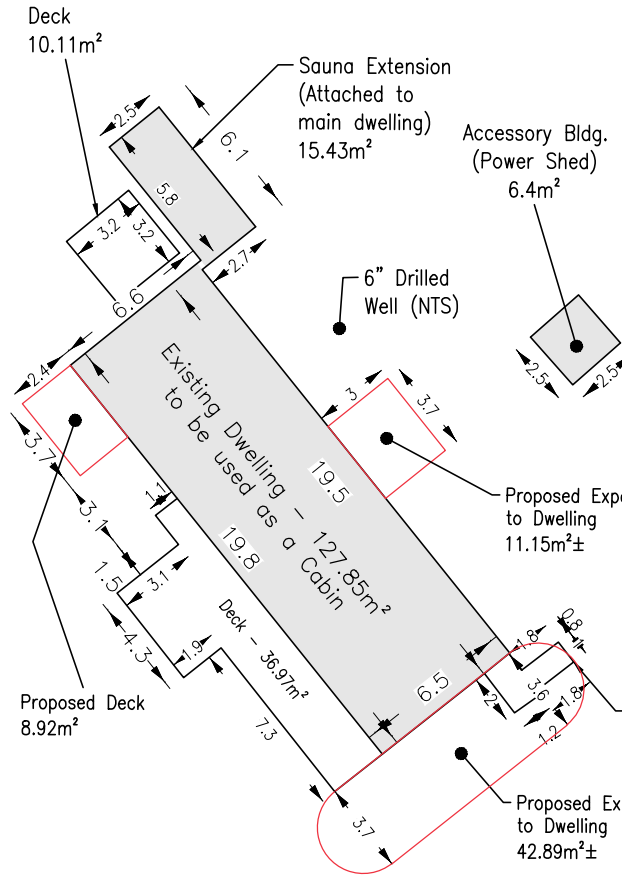 Deck
10.11m²
Sauna Extension
(Attached to
main dwelling)
15.43m²
2.5
6.1
5.8
Accessory Bldg.
(Power Shed)
6.4m²
3.2
3.2
2.7
6.6
6" Drilled
Well (NTS)
2.5
2.5
2.4
3
3.7
Existing Dwelling - 127.85m²
to be used as a Cabin
19.5
19.8
3.7
3.1
1.1
Proposed Exp
to Dwelling
11.15m²±
1.5
3.1
4.3
1.9
Deck - 36.97m²
7.3
6.5
1.8
0.8
1
2
3.6
1.8
1.2
Proposed Deck
8.92m²
3.7
Proposed Ex
to Dwelling
42.89m²±